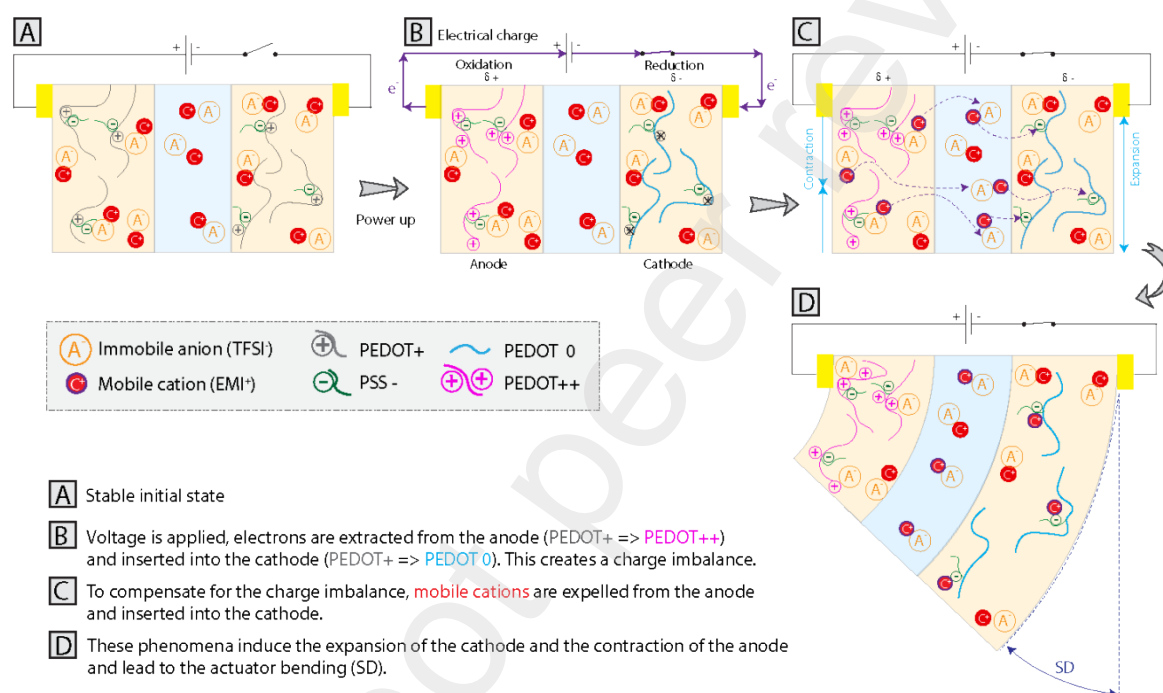 A
+ -
C+ A-
B
Electrical charge
+ -
Oxidation Reduction
δ + δ -
e- e-
Anode Cathode
Power up
C
+ -
δ + δ -
Contraction
Expansion
D
+ -
SD
A- Immobile anion (TFSI-)
C+ Mobile cation (EMI+)
+ PEDOT+
- PSS -
PEDOT 0
++ PEDOT++
A Stable initial state
B Voltage is applied, electrons are extracted from the anode (PEDOT+ => PEDOT++)
and inserted into the cathode (PEDOT+ => PEDOT 0). This creates a charge imbalance.
C To compensate for the charge imbalance, mobile cations are expelled from the anode
and inserted into the cathode.
D These phenomena induce the expansion of the cathode and the contraction of the anode
and lead to the actuator bending (SD).
ot peer rev